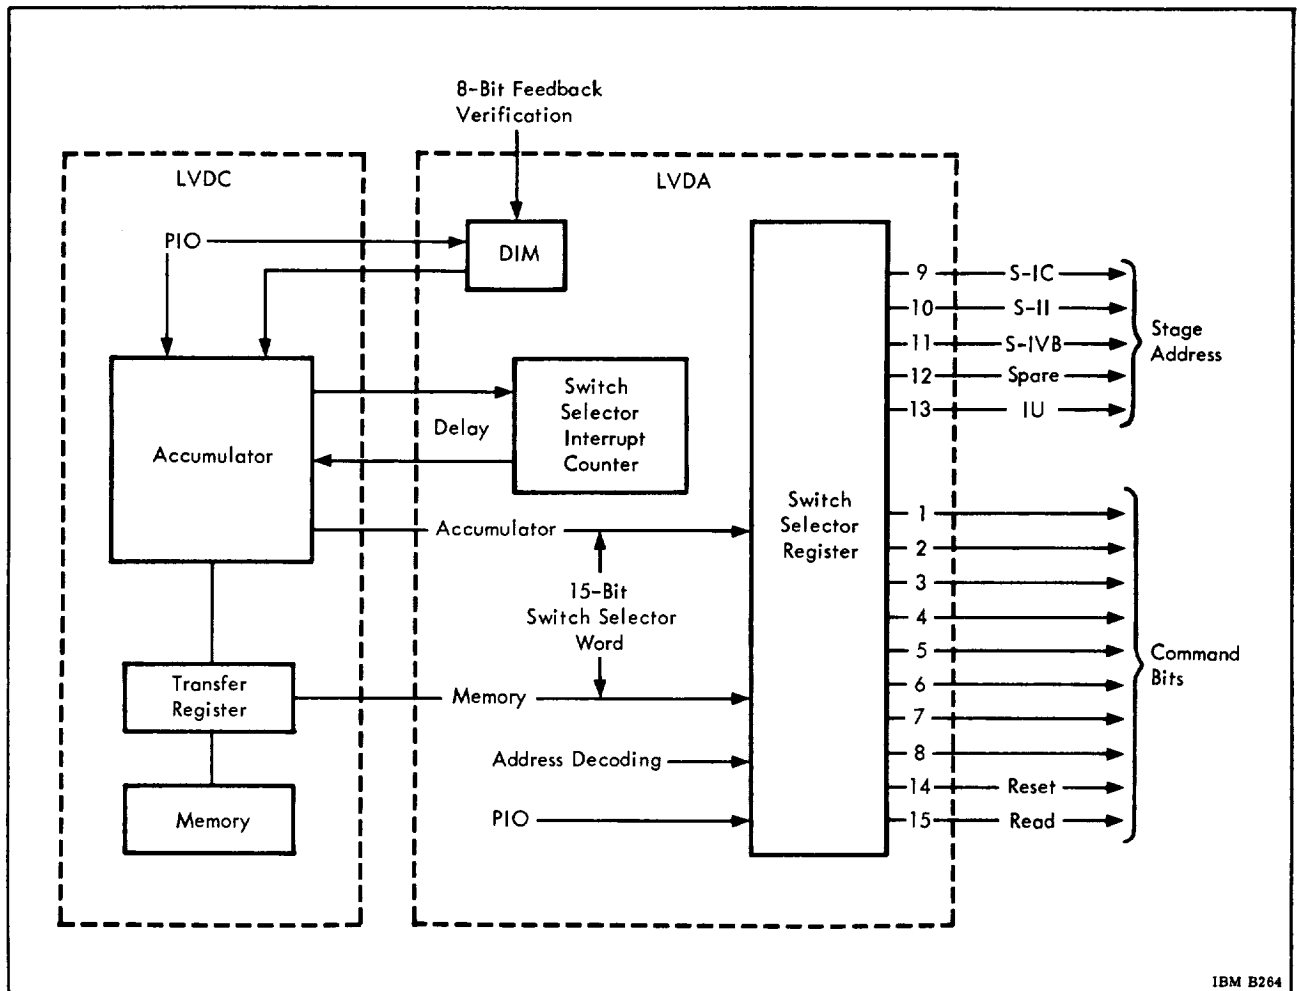 8-Bit Feedback
Verification
LVDC
LVDA
PIO
DIM
Accumulator
Delay
Switch
Selector
Interrupt
Counter
Accumulator
15-Bit
Switch Selector
Word
Transfer
Register
Memory
Memory
Address Decoding
PIO
Switch
Selector
Register
9 S-IC
10 S-II
11 S-IVB
12 Spare
13 IU
Stage
Address
1
2
3
4
5
6
7
8
14 Reset
15 Read
Command
Bits
IBM B264